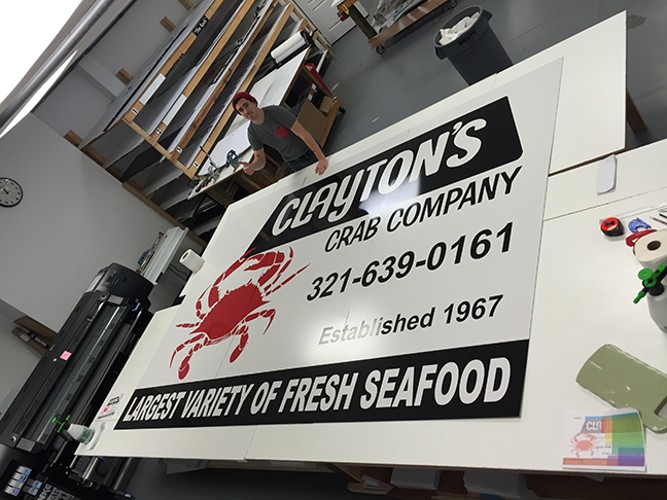 CLAYTON'S
CRAB COMPANY
321-639-0161
Established 1967
LARGEST VARIETY OF FRESH SEAFOOD